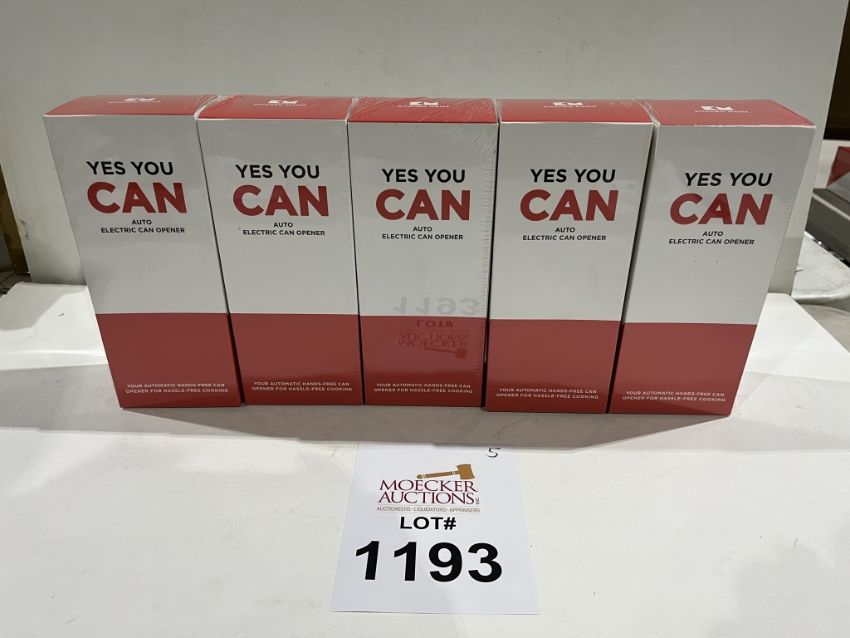 YES YOU
CAN
AUTO
ELECTRIC CAN OPENER
YOUR AUTOMATIC HANDS-FREE CAN
OPENER FOR HASSLE-FREE COOKING
YES YOU
CAN
AUTO
ELECTRIC CAN OPENER
YOUR AUTOMATIC HANDS-FREE CAN
OPENER FOR HASSLE-FREE COOKING
YES YOU
CAN
AUTO
ELECTRIC CAN OPENER
YOUR AUTOMATIC HANDS-FREE CAN
OPENER FOR HASSLE-FREE COOKING
YES YOU
CAN
AUTO
ELECTRIC CAN OPENER
YOUR AUTOMATIC HANDS-FREE CAN
OPENER FOR HASSLE-FREE COOKING
YES YOU
CAN
AUTO
ELECTRIC CAN OPENER
YOUR AUTOMATIC HANDS-FREE CAN
OPENER FOR HASSLE-FREE COOKING
5
MOECKER
AUCTIONS INC.
AUCTIONEERS · LIQUIDATORS · APPRAISERS
LOT#
1193